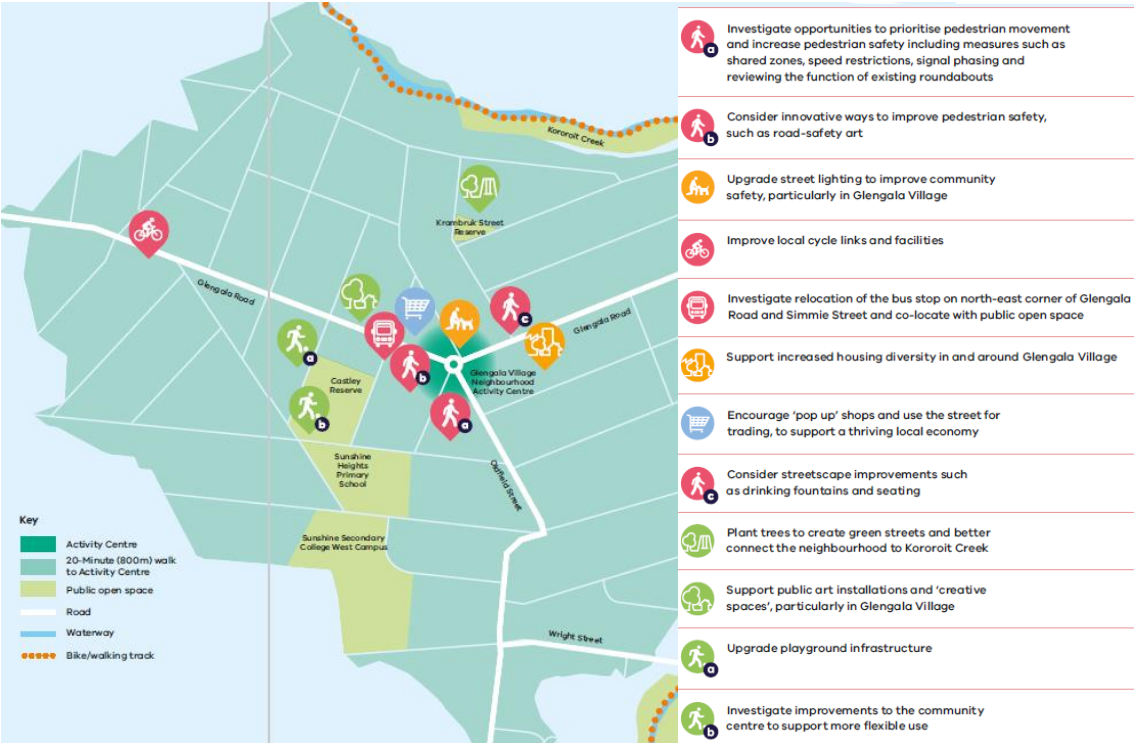 Kororoit Creek
Krambruk Street
Reserve
Glengala Road
Glengala Road
c
a
b
Glengala Village
Neighbourhood
Activity Centre
Castley
Reserve
b
a
Sunshine
Heights
Primary
School
Oldfield Street
Sunshine Secondary
College West Campus
Wright Street
Key
Activity Centre
20-Minute (800m) walk
to Activity Centre
Public open space
Road
Waterway
Bike/walking track
a
Investigate opportunities to prioritise pedestrian movement
and increase pedestrian safety including measures such as
shared zones, speed restrictions, signal phasing and
reviewing the function of existing roundabouts
b
Consider innovative ways to improve pedestrian safety,
such as road-safety art
Upgrade street lighting to improve community
safety, particularly in Glengala Village
Improve local cycle links and facilities
Investigate relocation of the bus stop on north-east corner of Glengala
Road and Simmie Street and co-locate with public open space
Support increased housing diversity in and around Glengala Village
Encourage ‘pop up’ shops and use the street for
trading, to support a thriving local economy
c
Consider streetscape improvements such
as drinking fountains and seating
Plant trees to create green streets and better
connect the neighbourhood to Kororoit Creek
Support public art installations and ‘creative
spaces’, particularly in Glengala Village
a
Upgrade playground infrastructure
b
Investigate improvements to the community
centre to support more flexible use